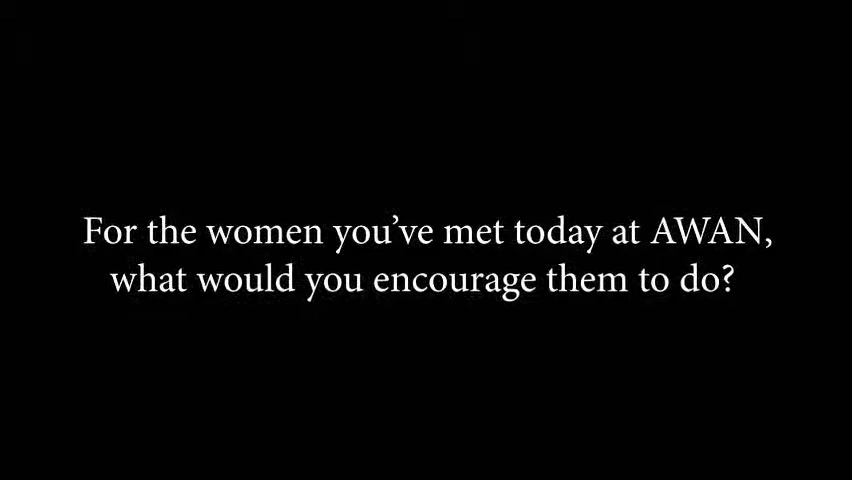 For the women you’ve met today at AWAN,
what would you encourage them to do?